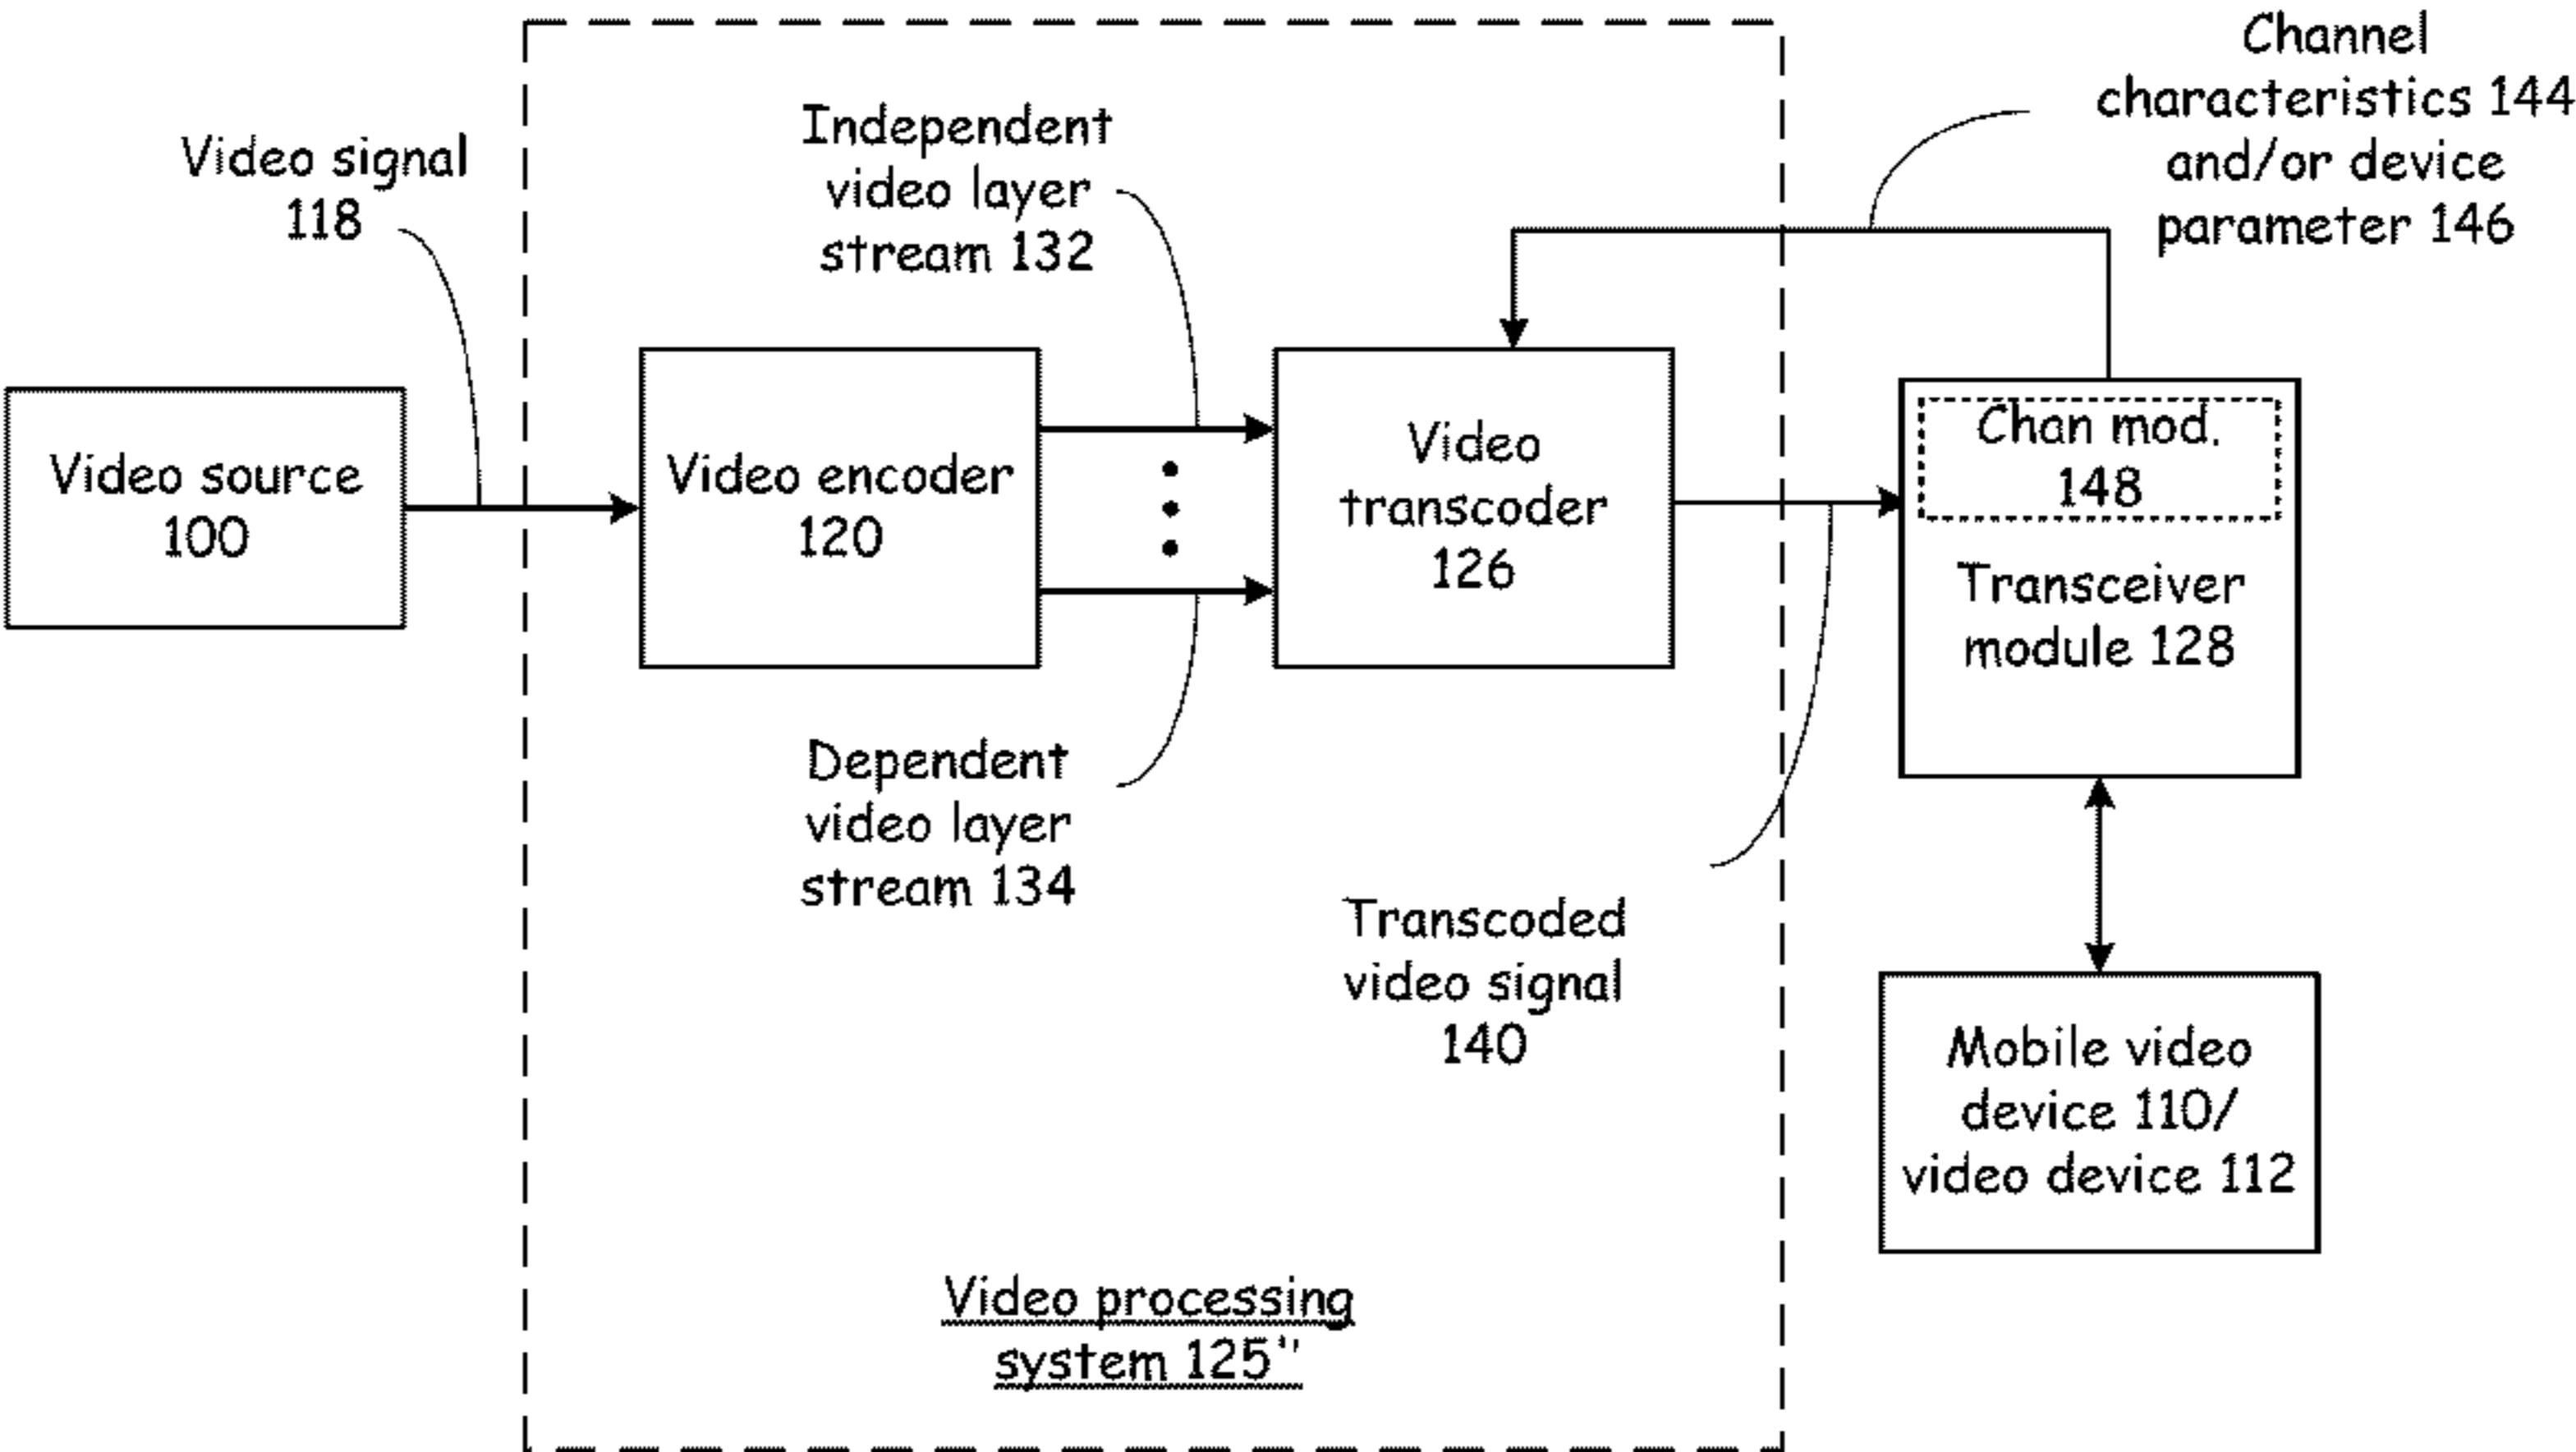 Channel
characteristics 144
and/or device
parameter 146
Independent
video layer
stream 132
Video signal
118
Video source
100
Video encoder
120
Video
transcoder
126
Chan mod.
148
Transceiver
module 128
Dependent
video layer
stream 134
Transcoded
video signal
140
Mobile video
device 110/
video device 112
Video processing
system 125"